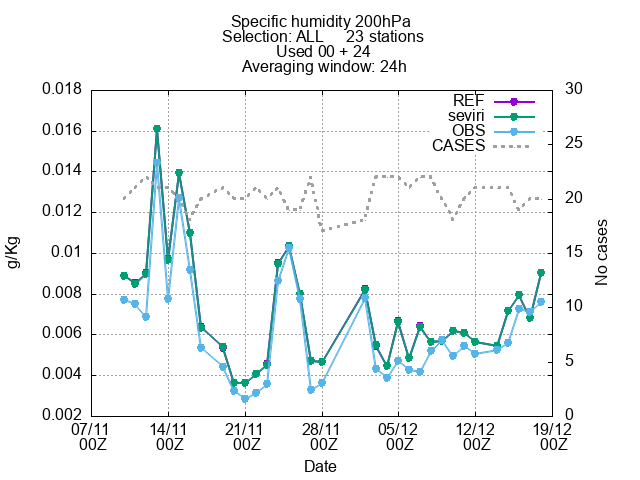 Specific humidity 200hPa
Selection: ALL 23 stations
Used 00 + 24
Averaging window: 24h
0.018
0.016
0.014
0.012
0.01
0.008
0.006
0.004
0.002
g/Kg
REF
seviri
OBS
CASES
30
25
20
15
10
5
0
No cases
07/11 14/11 21/11 28/11 05/12 12/12 19/12
00Z 00Z 00Z 00Z 00Z 00Z 00Z
Date